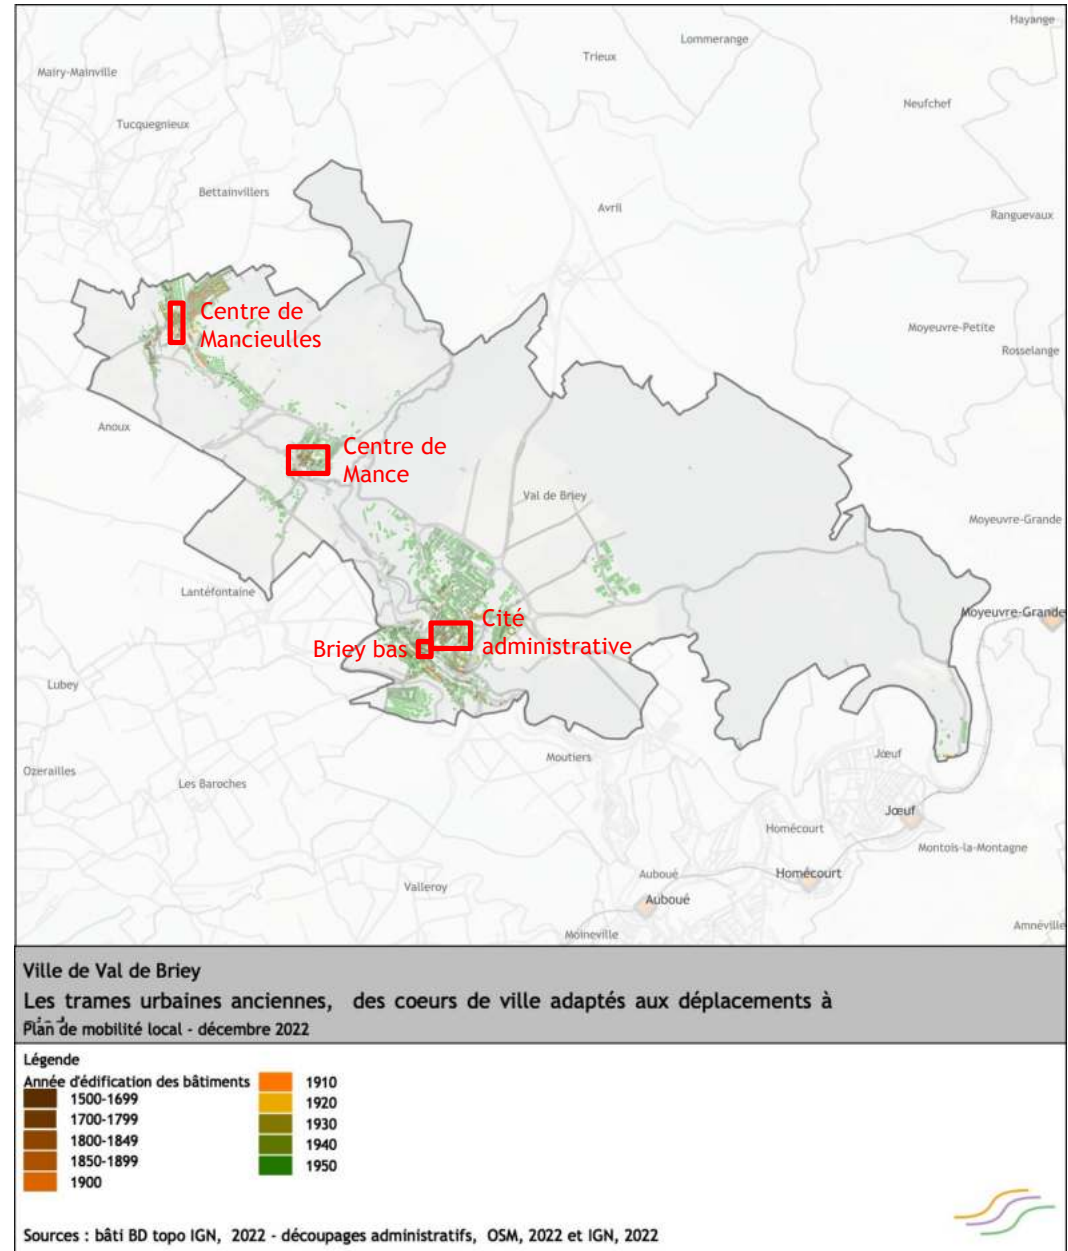 Hayange
Lommerange
Trieux
Mairy-Mainville
Neufchef
Tucquegnieux
Bettainvillers
Avril
Ranguevaux
Centre de
Mancieulles
Moyeuvre-Petite
Rosselange
Anoux
Centre de
Mance
Val de Briey
Moyeuvre-Grande
Lantéfontaine
Moyeuvre-Grande
Cité
administrative
Briey bas
Lubey
Moutiers
Jœuf
Ozerailles
Les Baroches
Jœuf
Homécourt
Montois-la-Montagne
Auboué
Homécourt
Valleroy
Auboué
Amnéville
Moineville
Ville de Val de Briey
Les trames urbaines anciennes, des coeurs de ville adaptés aux déplacements à
Plan de mobilité local - décembre 2022
Légende
Année d'édification des bâtiments
1500-1699
1700-1799
1800-1849
1850-1899
1900
1910
1920
1930
1940
1950
Sources : bâti BD topo IGN, 2022 - découpages administratifs, OSM, 2022 et IGN, 2022